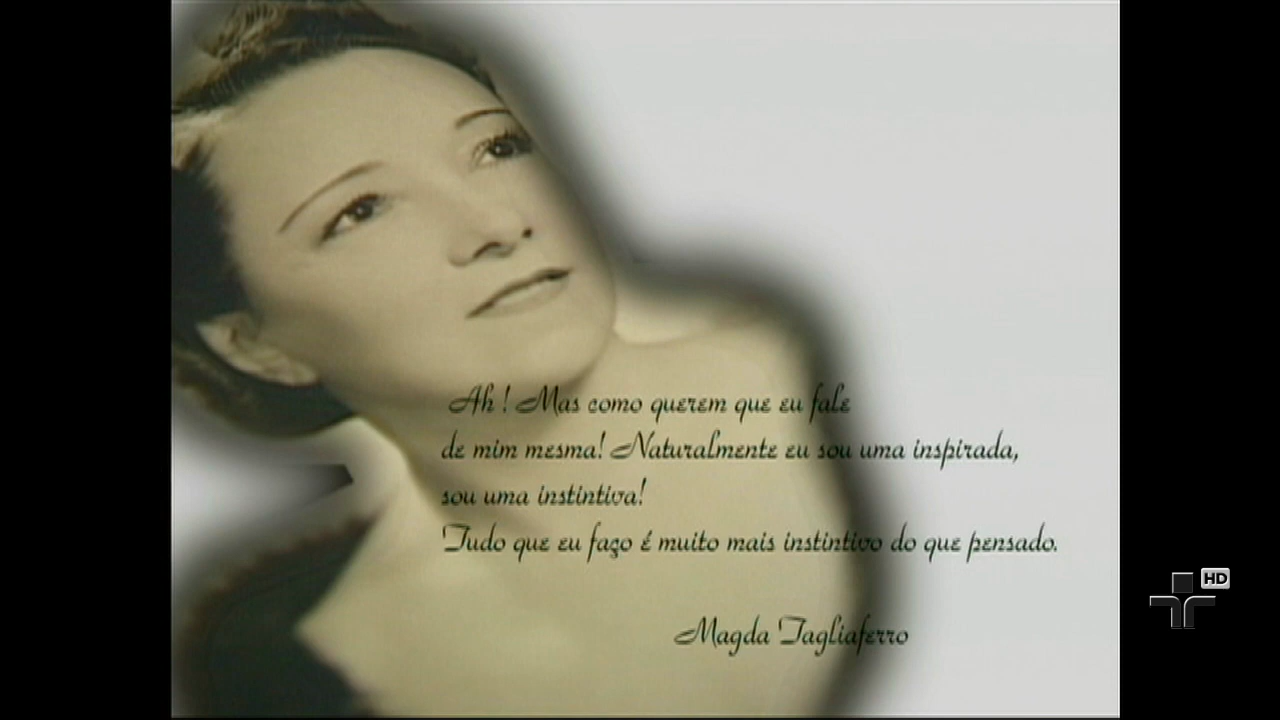 Ah ! Mas como querem que eu fale
de mim mesma! Naturalmente eu sou uma inspirada,
sou uma instintiva!
Tudo que eu faço é muito mais instintivo do que pensado.
Magda Tagliaferro
HD